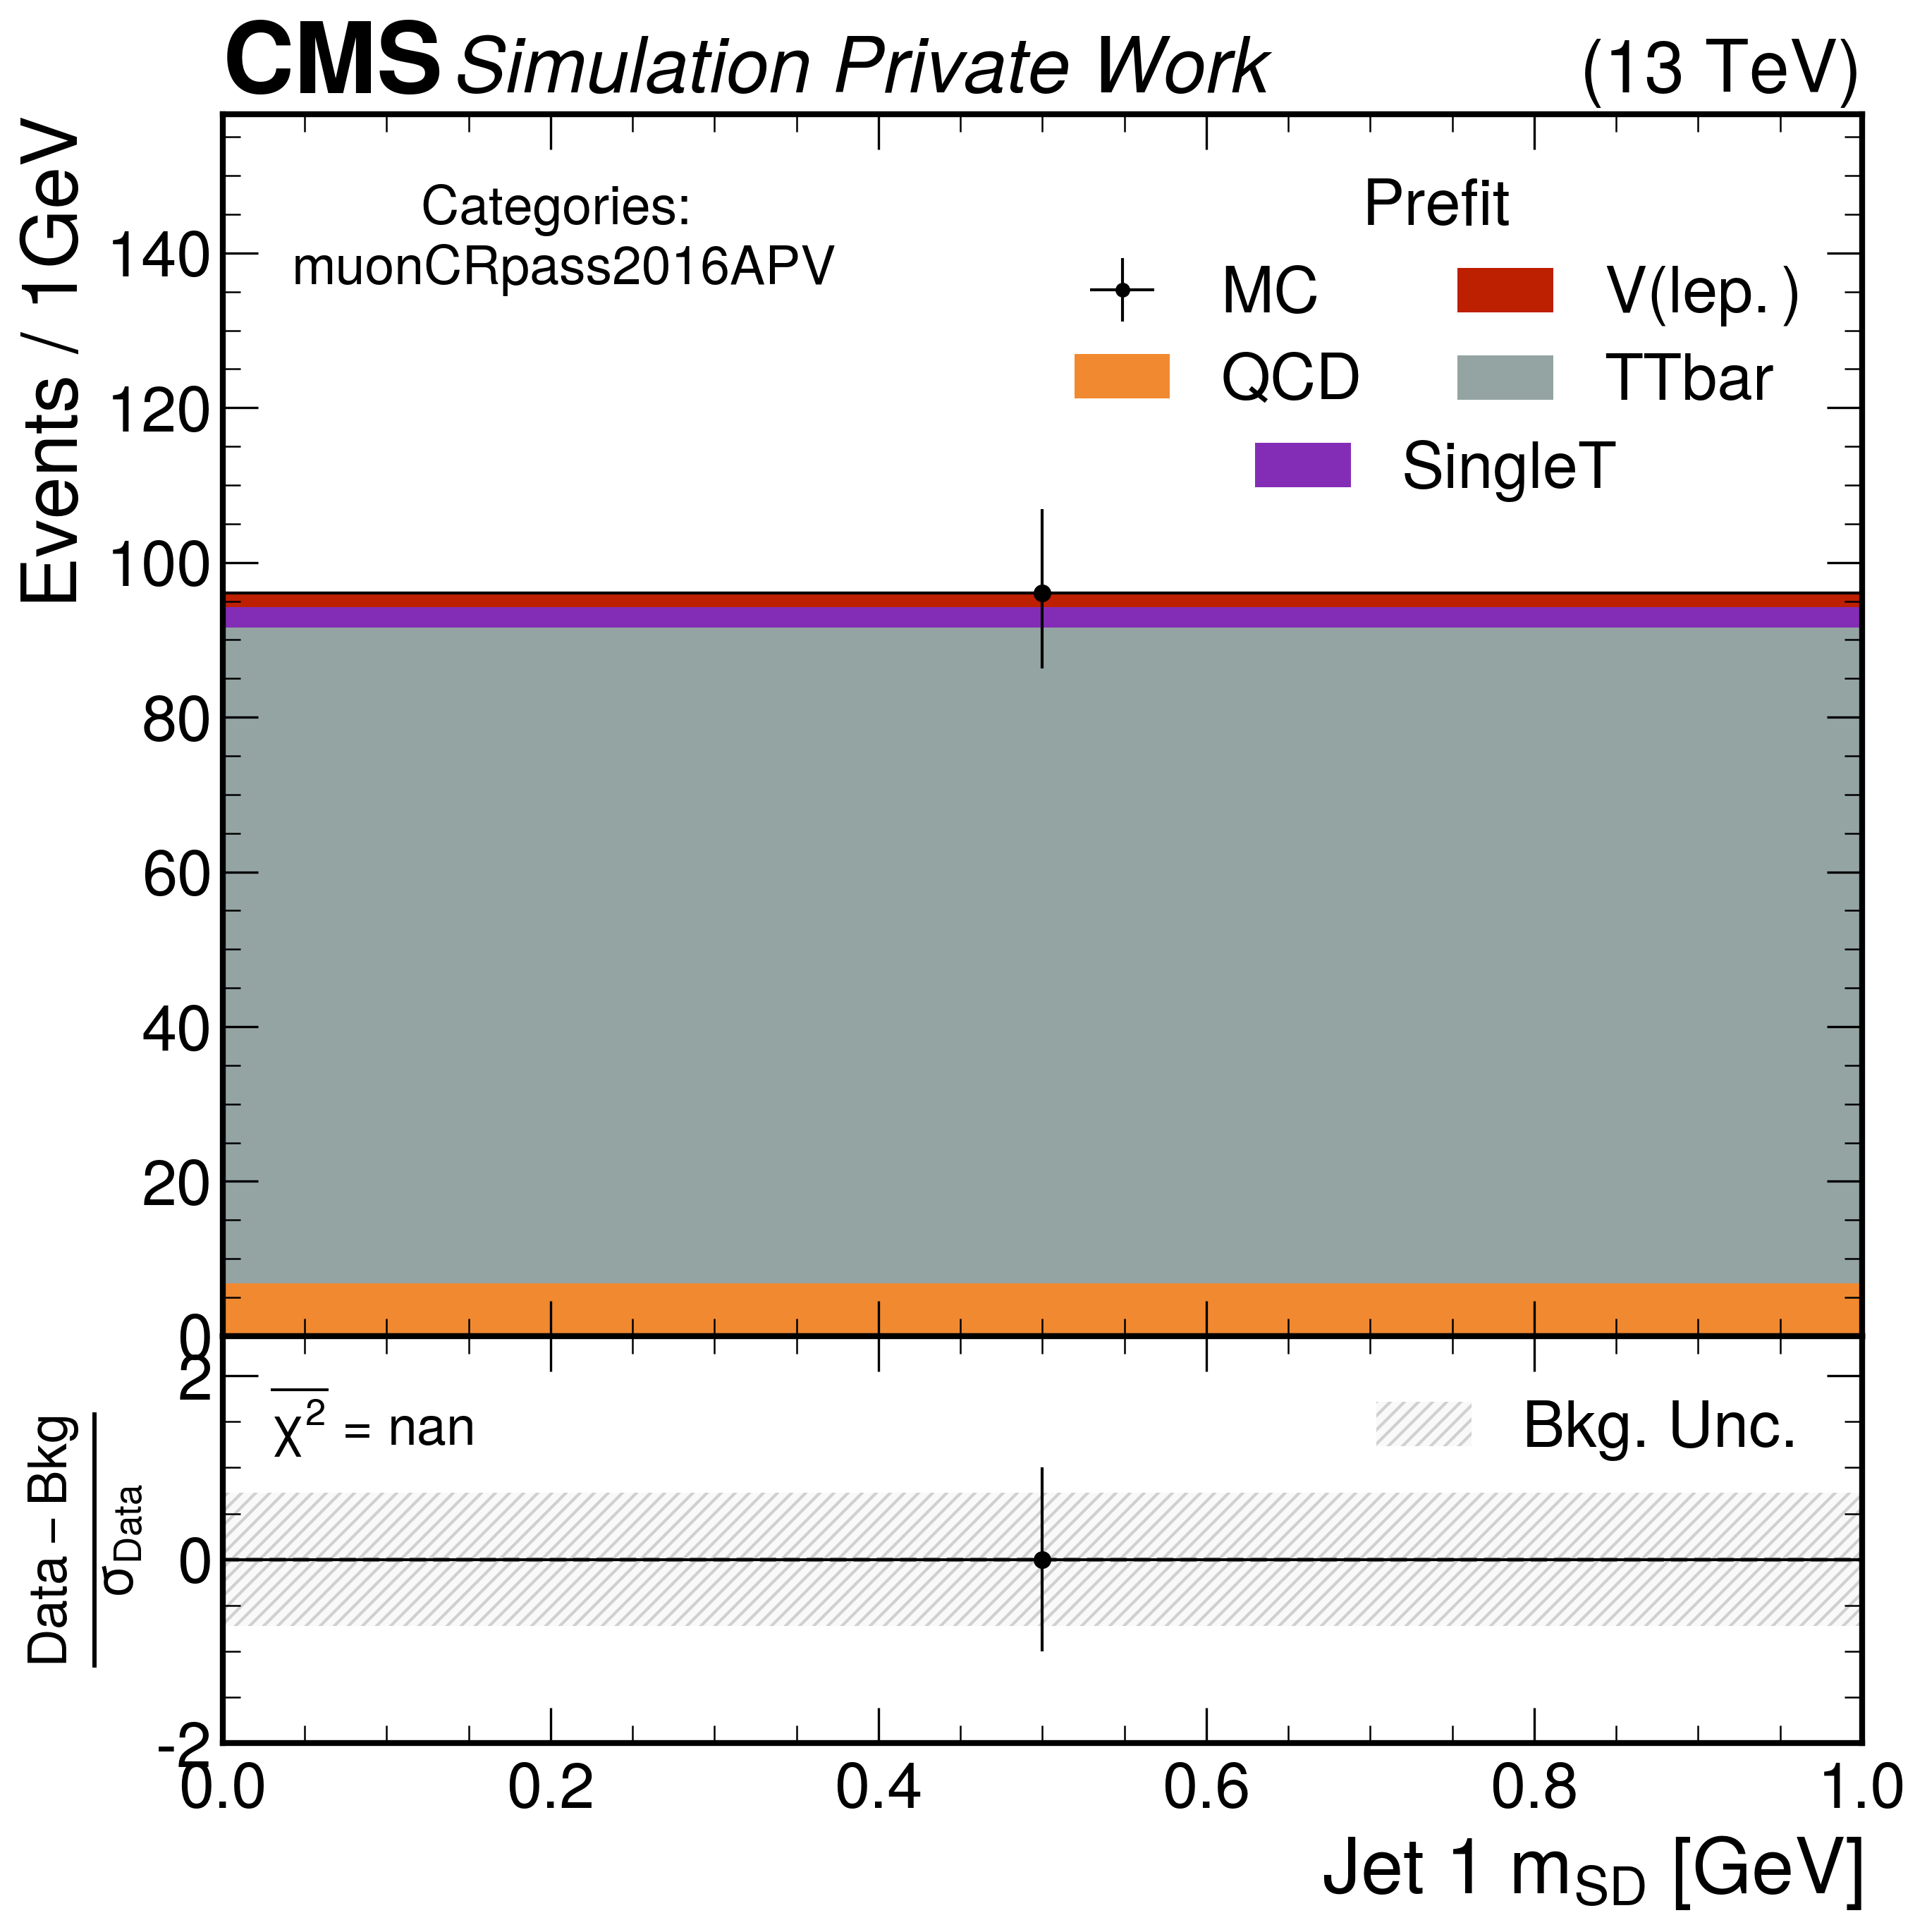 CMS Simulation Private Work (13 TeV)
Events / 1GeV
Categories:
muonCRpass2016APV
Prefit
MC V(lep.)
QCD TTbar
SingleT
140
120
100
80
60
40
20
0
Data – Bkg
σData
2
0
-2
χ² = nan
Bkg. Unc.
0.0 0.2 0.4 0.6 0.8 1.0
Jet 1 mSD [GeV]